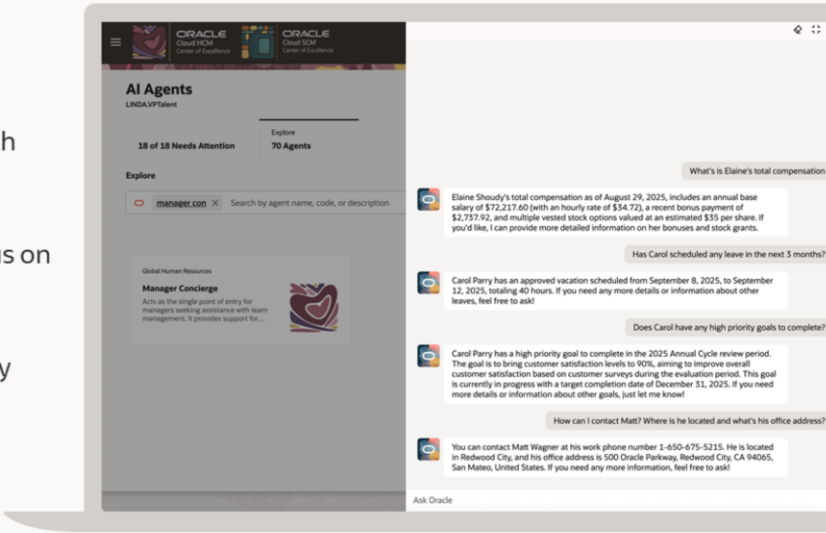 th
us on
y
ORACLE
Cloud HCM
Center of Excellence
ORACLE
Cloud SCM
Center of Excellence
AI Agents
LINDA.VPTalent
18 of 18 Needs Attention
Explore
70 Agents
Explore
manager con
Search by agent name, code, or description
Global Human Resources
Manager Concierge
Acts as the single point of entry for
managers seeking assistance with team
management. It provides support for....
What's is Elaine's total compensation
Elaine Shoudy's total compensation as of August 29, 2025, includes an annual base
salary of $72,217.60 (with an hourly rate of $34.72), a recent bonus payment of
$2,737.92, and multiple vested stock options valued at an estimated $35 per share. If
you'd like, I can provide more detailed information on her bonuses and stock grants.
Has Carol scheduled any leave in the next 3 months?
Carol Parry has an approved vacation scheduled from September 8, 2025, to September
12, 2025, totaling 40 hours. If you need any more details or information about other
leaves, feel free to ask!
Does Carol have any high priority goals to complete?
Carol Parry has a high priority goal to complete in the 2025 Annual Cycle review period.
The goal is to bring customer satisfaction levels to 90%, aiming to improve overall
customer satisfaction based on customer surveys during the evaluation period. This goal
is currently in progress with a target completion date of December 31, 2025. If you need
more details or information about other goals, just let me know!
How can I contact Matt? Where is he located and what's his office address?
You can contact Matt Wagner at his work phone number 1-650-675-5215. He is located
in Redwood City, and his office address is 500 Oracle Parkway, Redwood City, CA 94065,
San Mateo, United States. If you need any more information, feel free to ask!
Ask Oracle